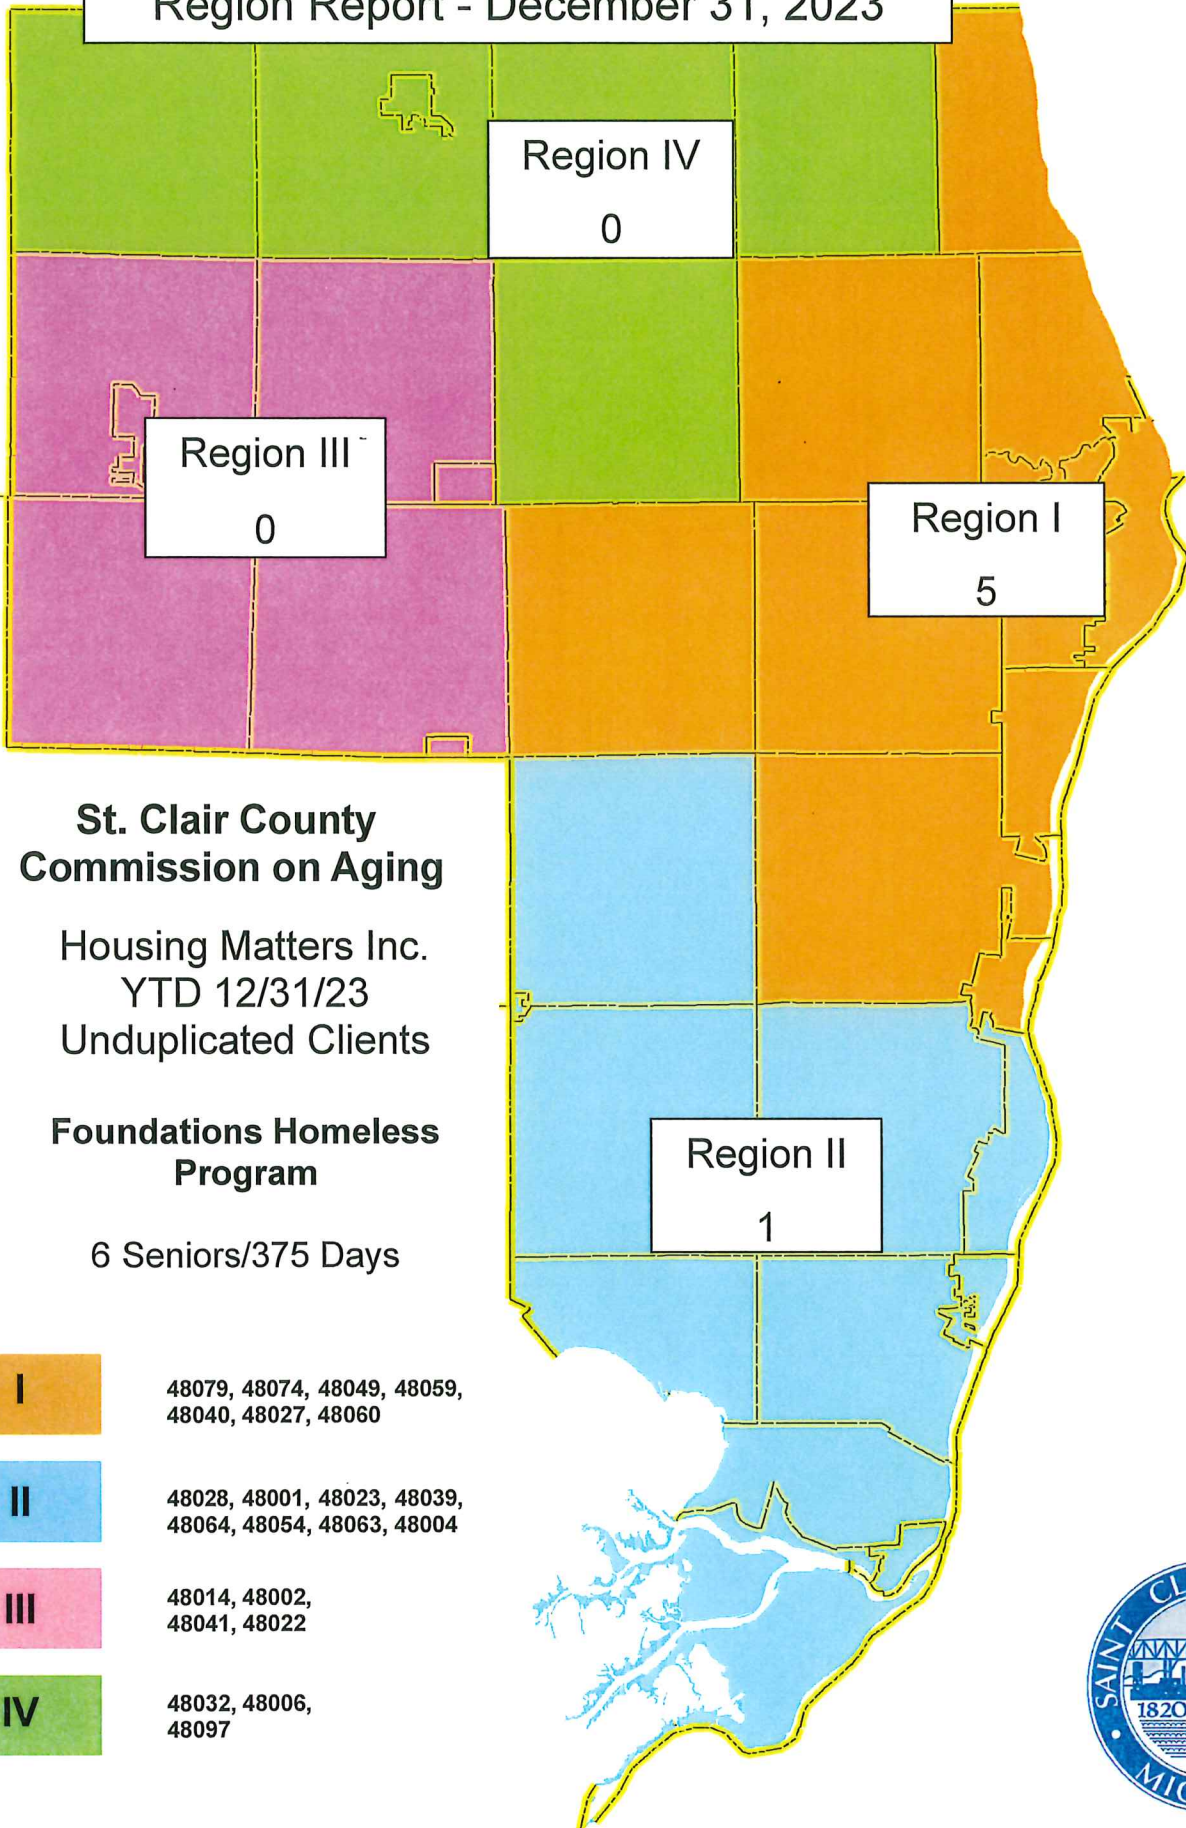 Region Report - December 31, 2023
Region IV
0
Region III
0
Region I
5
St. Clair County
Commission on Aging
Housing Matters Inc.
YTD 12/31/23
Unduplicated Clients
Foundations Homeless
Program
6 Seniors/375 Days
Region II
1
I
48079, 48074, 48049, 48059,
48040, 48027, 48060
II
48028, 48001, 48023, 48039,
48064, 48054, 48063, 48004
III
48014, 48002,
48041, 48022
IV
48032, 48006,
48097
SAINT CL
1820
MIC